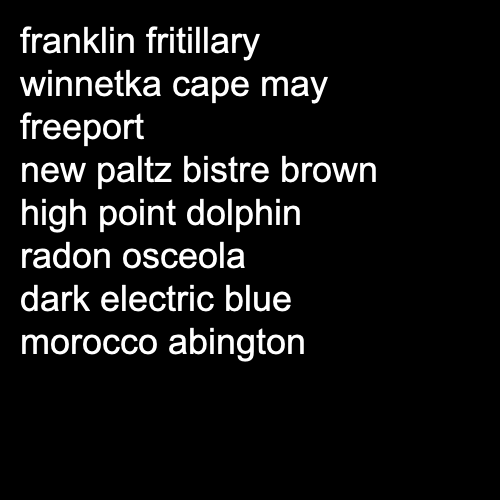 franklin fritillary
winnetka cape may
freeport
new paltz bistre brown
high point dolphin
radon osceola
dark electric blue
morocco abington